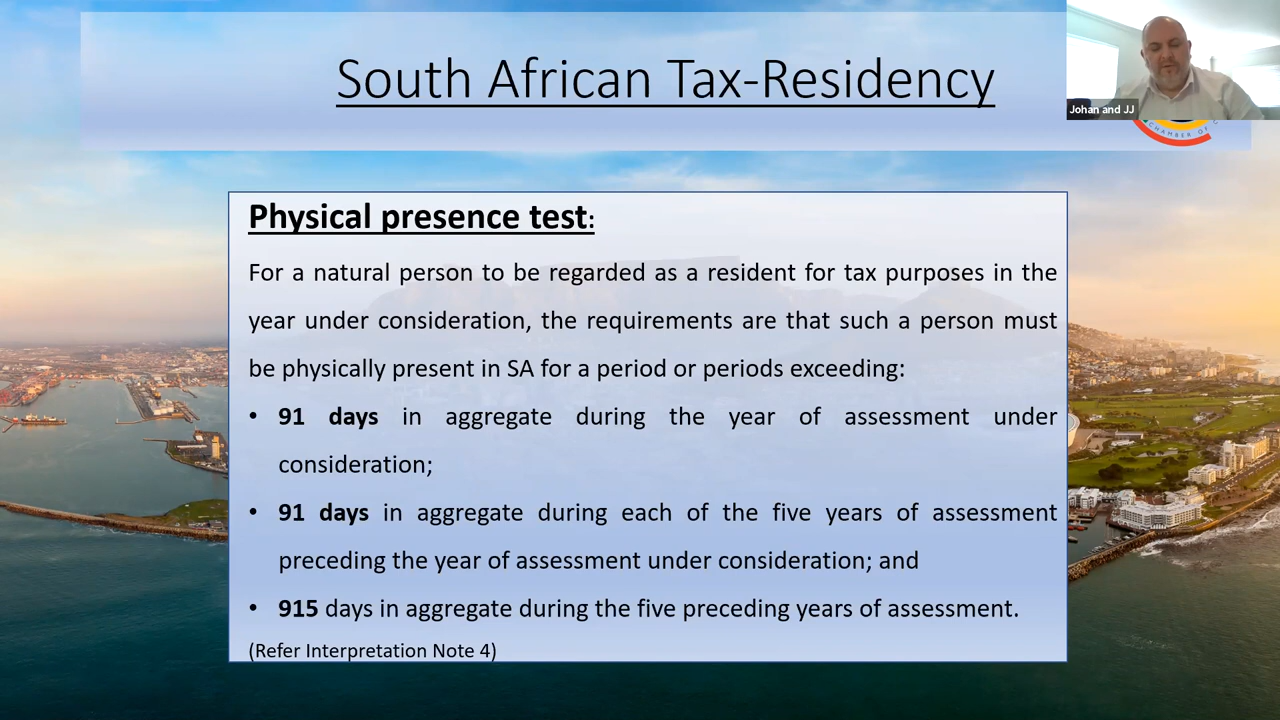 South African Tax-Residency
Johan and JJ
CHAMBER OF C
Physical presence test:
For a natural person to be regarded as a resident for tax purposes in the
year under consideration, the requirements are that such a person must
be physically present in SA for a period or periods exceeding:
• 91 days in aggregate during the year of assessment under
consideration;
• 91 days in aggregate during each of the five years of assessment
preceding the year of assessment under consideration; and
• 915 days in aggregate during the five preceding years of assessment.
(Refer Interpretation Note 4)